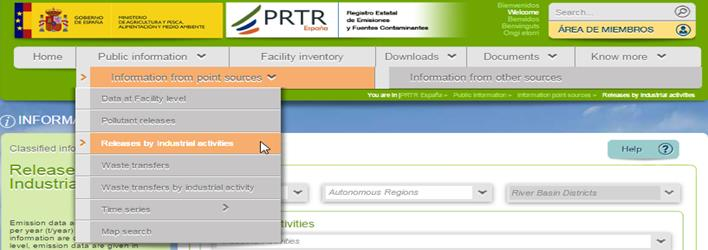 GOBIERNO
DE ESPAÑA
MINISTERIO
DE AGRICULTURA Y PESCA,
ALIMENTACIÓN Y MEDIO AMBIENTE
PRTR
España
Registro Estatal
de Emisiones
y Fuentes Contaminantes
Bienvenidos
Welcome
Benvidos
Benvinguts
Ongi etorri
Search...
ÁREA DE MIEMBROS
Home
Public information
Facility inventory
Downloads
Documents
Know more
Information from point sources
Information from other sources
You are in |PRTR España » Public information » Information point sources » Releases by industrial activities
Data at Facility level
Pollutant releases
Releases by industrial activities
Waste transfers
Waste transfers by industrial activity
Time series
Map search
INFORMA
Classified info
Help
Releases
Industrial
Autonomous Regions
River Basin Districts
Emission data a
per year (t/year)
information are c
level, emission data are given in
ctivities
tivities